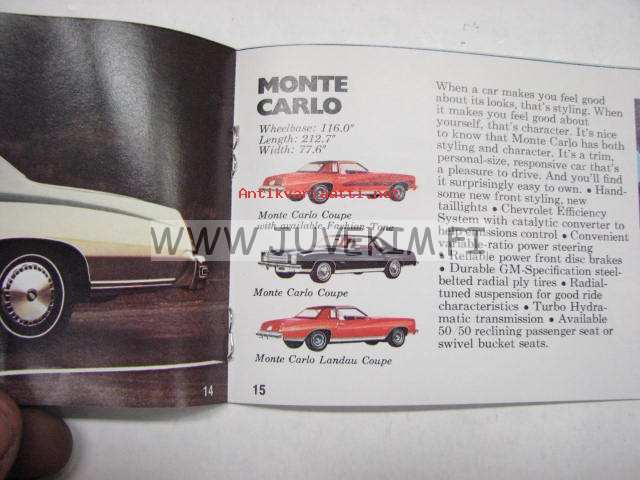 MONTE
CARLO
Wheelbase: 116.0"
Length: 212.7"
Width: 77.6"
Monte Carlo Coupe
with available Fashion Tone
Monte Carlo Coupe
Monte Carlo Landau Coupe
When a car makes you feel good
about its looks, that's styling. When
it makes you feel good about
yourself, that's character. It's nice
to know that Monte Carlo has both
styling and character. It's a trim,
personal-size, responsive car that's
a pleasure to drive. And you'll find
it surprisingly easy to own. • Hand-
some new front styling, new
taillights • Chevrolet Efficiency
System with catalytic converter to
emissions control • Convenient
variable-ratio power steering
• Reliable power front disc brakes
• Durable GM-Specification steel-
belted radial ply tires • Radial-
tuned suspension for good ride
characteristics • Turbo Hydra-
matic transmission • Available
50/50 reclining passenger seat or
swivel bucket seats.
14
15